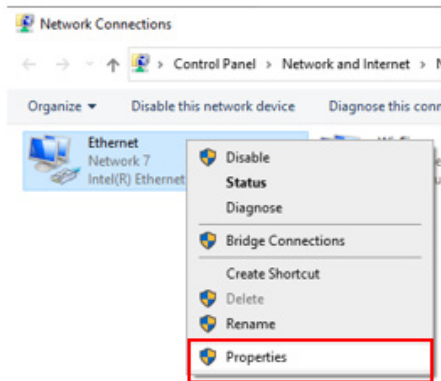 Network Connections
Control Panel > Network and Internet >
Organize Disable this network device Diagnose this
Ethernet
Network 7
Intel(R) Ethernet
Disable
Status
Diagnose
Bridge Connections
Create Shortcut
Delete
Rename
Properties